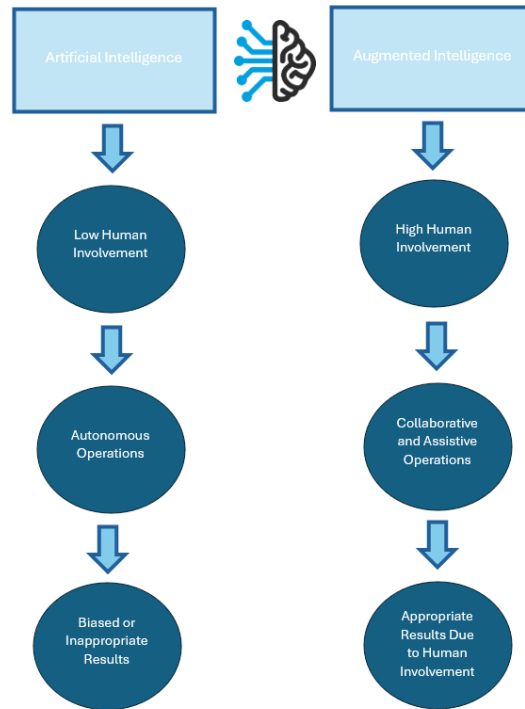 Artificial Intelligence
Augmented Intelligence
Low Human
Involvement
High Human
Involvement
Autonomous
Operations
Collaborative
and Assistive
Operations
Biased or
Inappropriate
Results
Appropriate
Results Due
to Human
Involvement